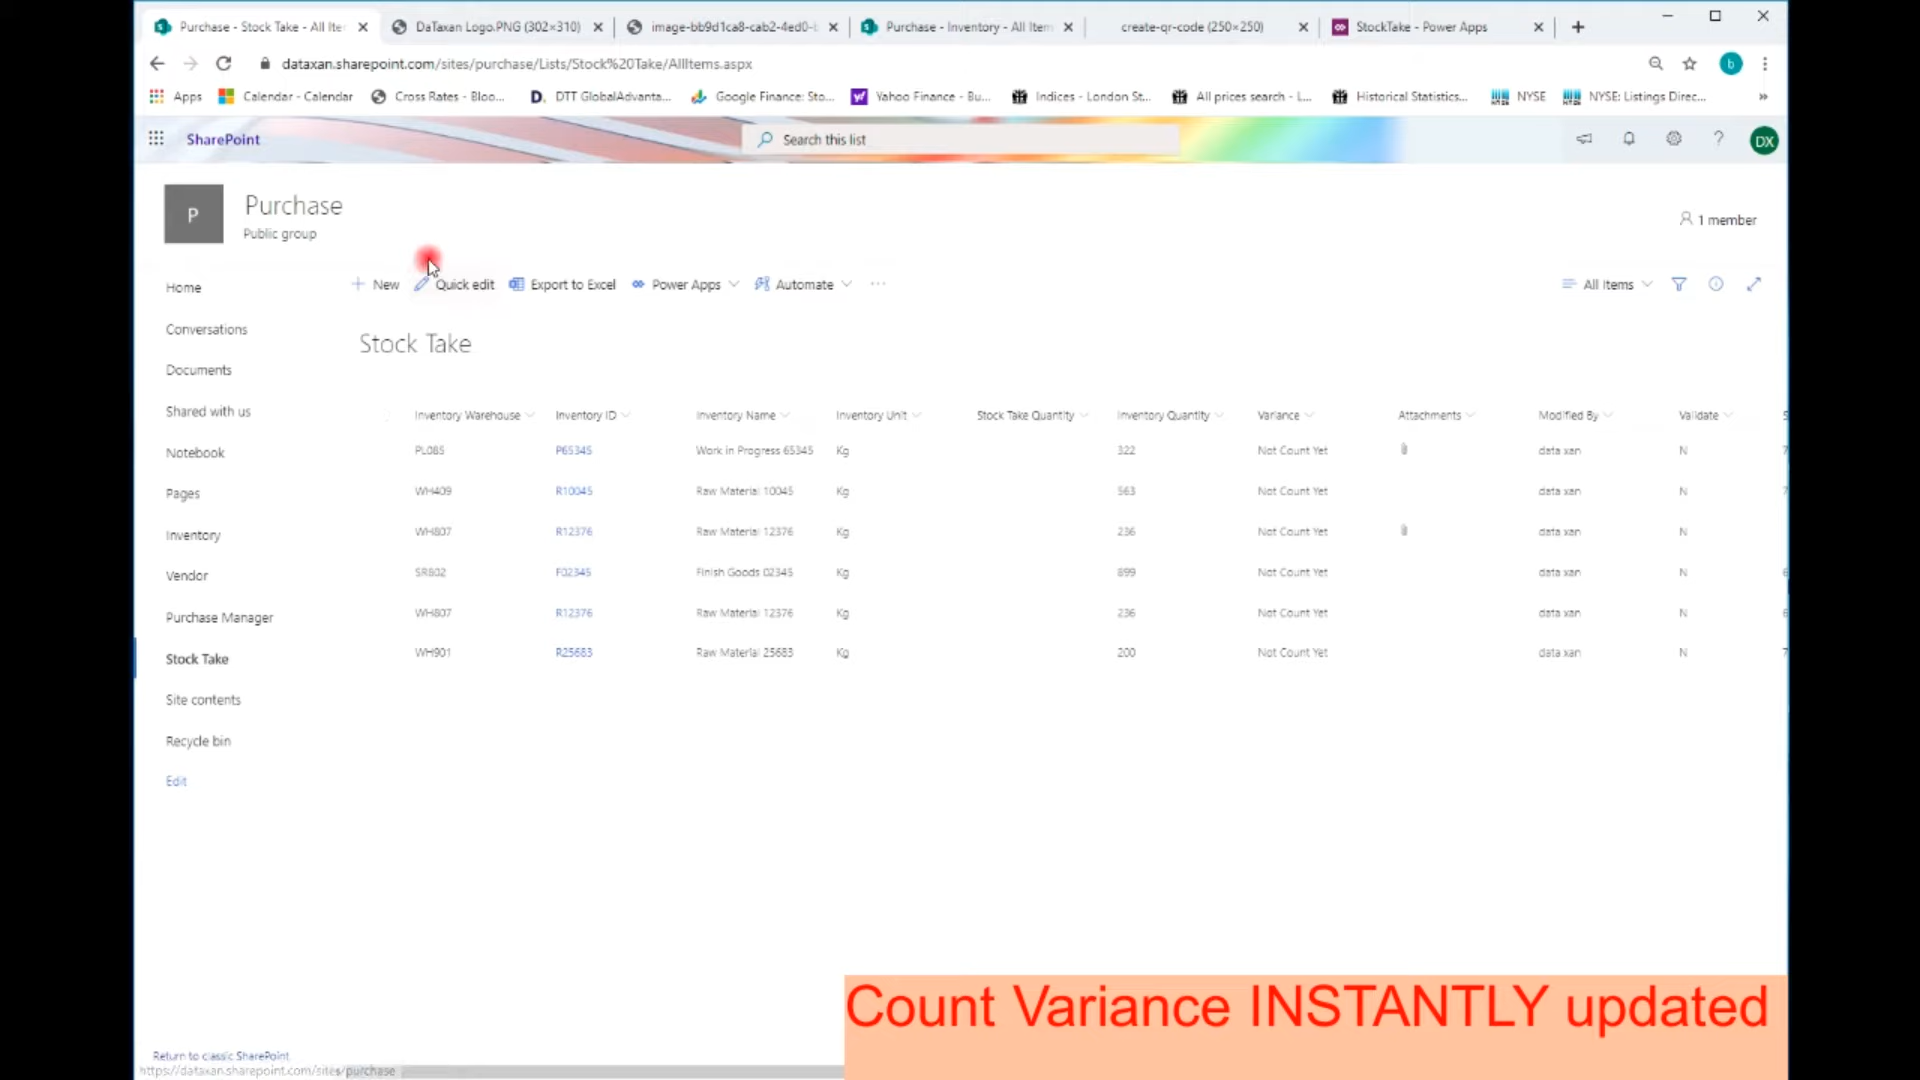 Purchase - Stock Take - All Ite
DaTaxan Logo.PNG (302×310)
image-bb9d1ca8-cab2-4ed0-b
Purchase - Inventory - All Item
create-qr-code (250×250)
StockTake - Power Apps
dataxan.sharepoint.com/sites/purchase/Lists/Stock%20Take/AllItems.aspx
b
Apps
Calendar - Calendar
Cross Rates - Bloo...
DTT GlobalAdvanta...
Google Finance: Sto...
Yahoo Finance - Bu...
Indices - London St...
All prices search - L...
Historical Statistics...
NYSE
NYSE: Listings Direc...
SharePoint
Search this list
DX
P
Purchase
Public group
1 member
Home
Conversations
Documents
Shared with us
Notebook
Pages
Inventory
Vendor
Purchase Manager
Stock Take
Site contents
Recycle bin
Edit
New Quick edit Export to Excel Power Apps Automate ··· All Items
Stock Take
Inventory Warehouse Inventory ID Inventory Name Inventory Unit Stock Take Quantity Inventory Quantity Variance Attachments Modified By Validate
PL085 P65345 Work in Progress 65345 Kg 322 Not Count Yet data xan N
WH409 R10045 Raw Material 10045 Kg 563 Not Count Yet data xan N
WH807 R12376 Raw Material 12376 Kg 236 Not Count Yet data xan N
SR802 F02345 Finish Goods 02345 Kg 899 Not Count Yet data xan N
WH807 R12376 Raw Material 12376 Kg 236 Not Count Yet data xan N
WH901 R25683 Raw Material 25683 Kg 200 Not Count Yet data xan N
Count Variance INSTANTLY updated
Return to classic SharePoint
https://dataxan.sharepoint.com/sites/purchase